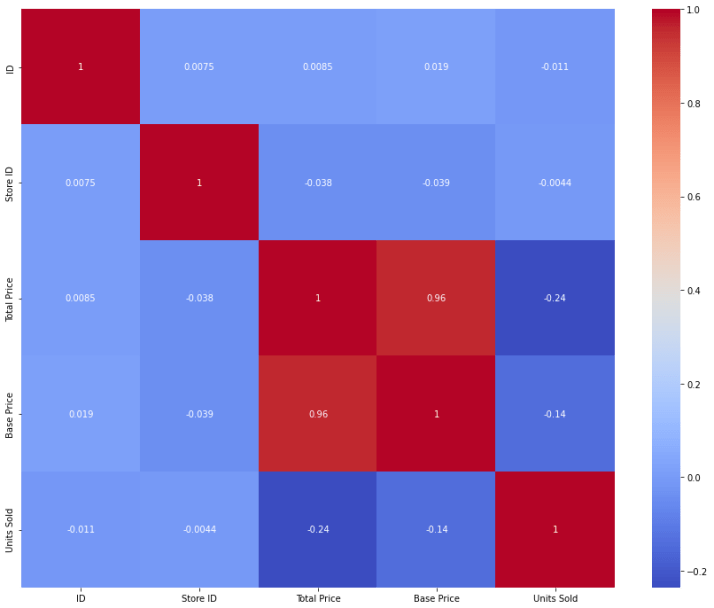 ID 1 0.0075 0.0085 0.019 -0.011
Store ID 0.0075 1 -0.038 -0.039 -0.0044
Total Price 0.0085 -0.038 1 0.96 -0.24
Base Price 0.019 -0.039 0.96 1 -0.14
Units Sold -0.011 -0.0044 -0.24 -0.14 1
ID Store ID Total Price Base Price Units Sold
1.0
0.8
0.6
0.4
0.2
0.0
-0.2